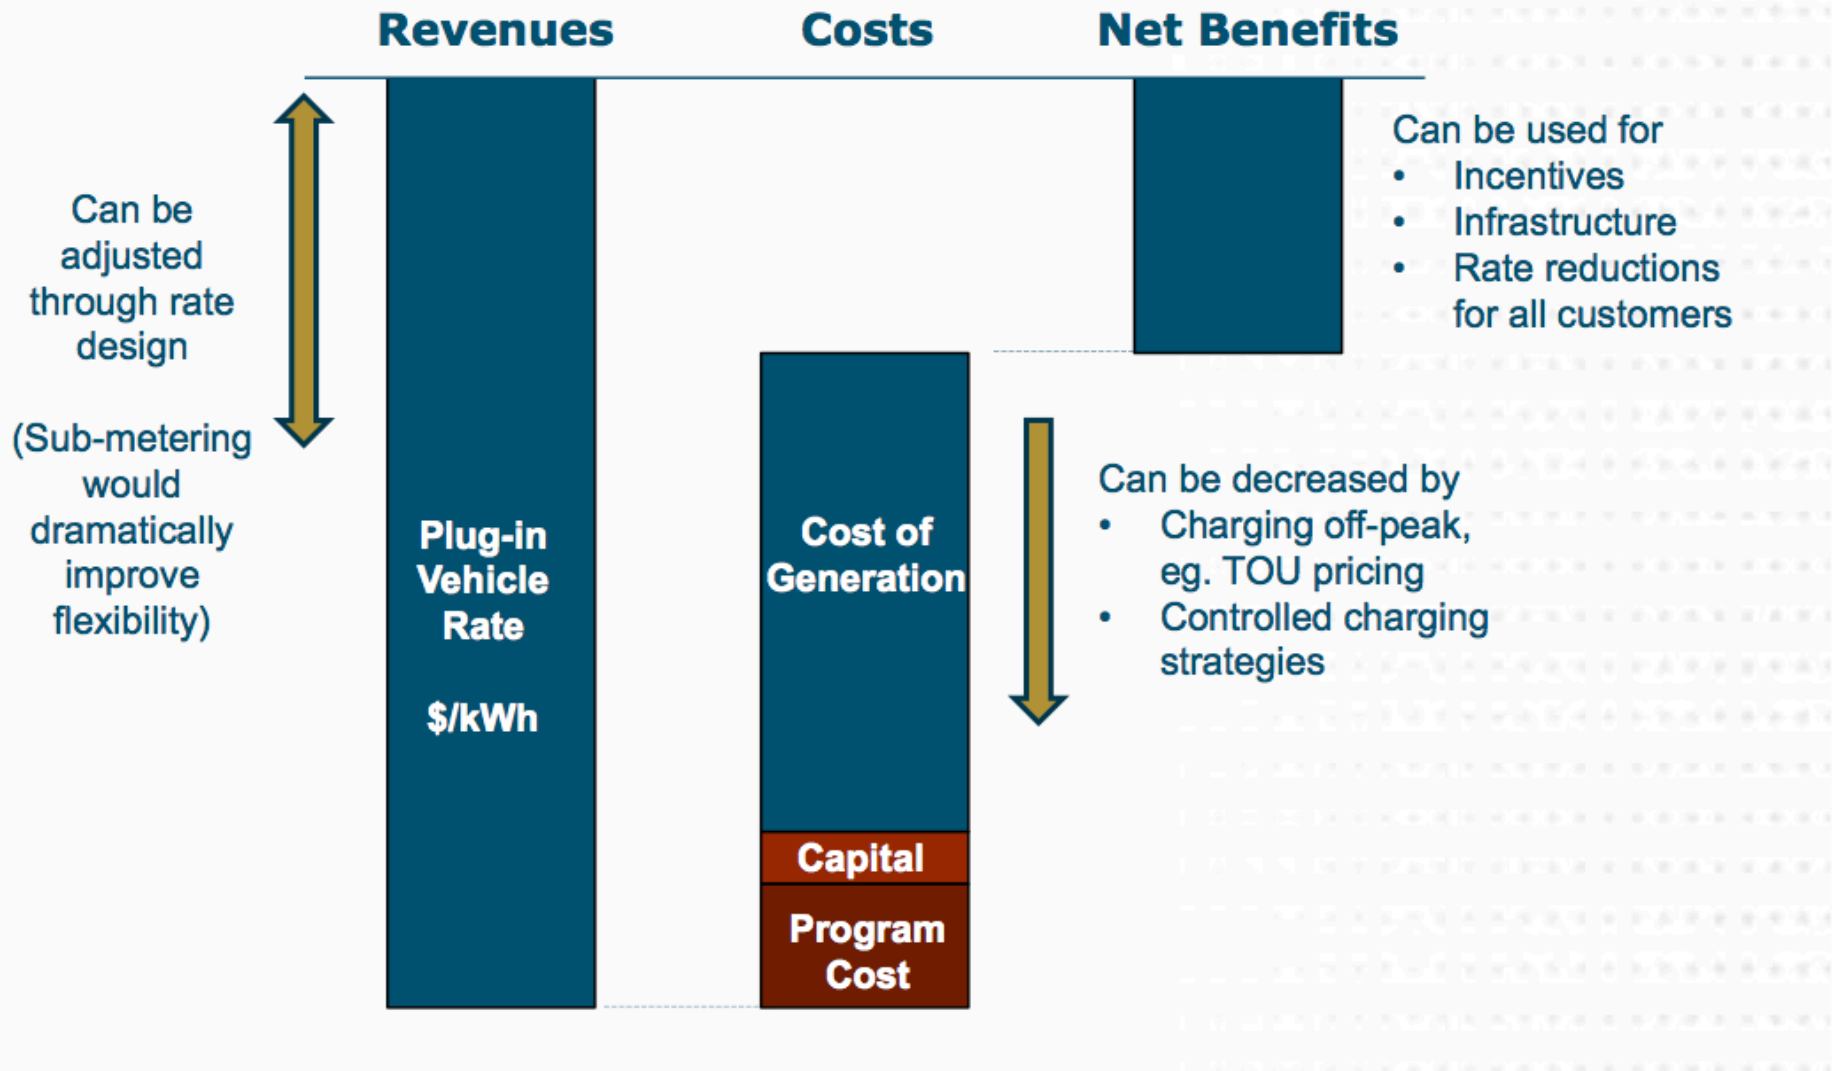 Revenues
Costs
Net Benefits
Can be
adjusted
through rate
design
(Sub-metering
would
dramatically
improve
flexibility)
Plug-in
Vehicle
Rate
$/kWh
Cost of
Generation
Capital
Program
Cost
Can be used for
• Incentives
• Infrastructure
• Rate reductions
for all customers
Can be decreased by
• Charging off-peak,
eg. TOU pricing
• Controlled charging
strategies